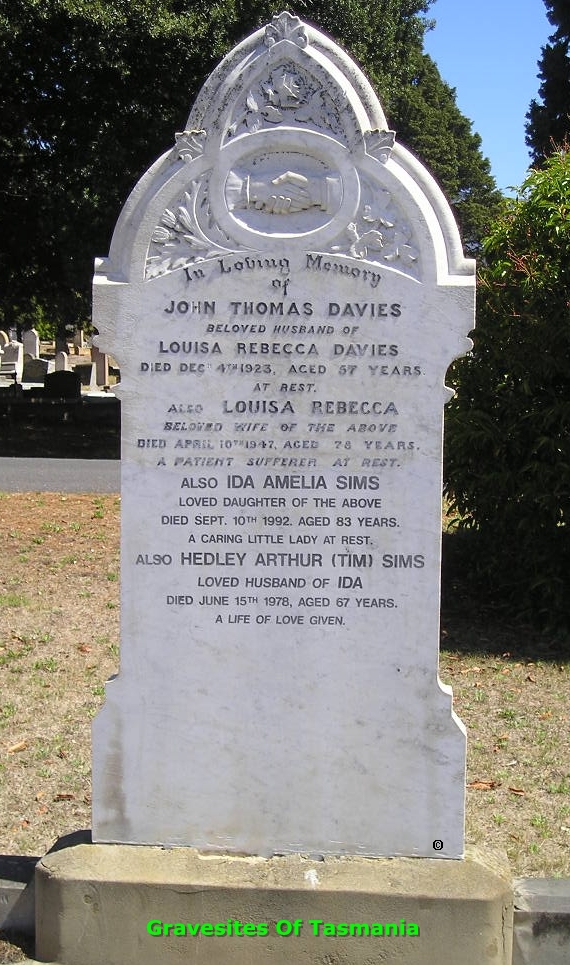 In Loving Memory
of
JOHN THOMAS DAVIES
BELOVED HUSBAND OF
LOUISA REBECCA DAVIES
DIED DECR 4TH 1923, AGED 57 YEARS.
AT REST.
ALSO LOUISA REBECCA
BELOVED WIFE OF THE ABOVE
DIED APRIL 10TH 1947, AGED 78 YEARS.
A PATIENT SUFFERER AT REST.
ALSO IDA AMELIA SIMS
LOVED DAUGHTER OF THE ABOVE
DIED SEPT. 10TH 1992. AGED 83 YEARS.
A CARING LITTLE LADY AT REST.
ALSO HEDLEY ARTHUR (TIM) SIMS
LOVED HUSBAND OF IDA
DIED JUNE 15TH 1978, AGED 67 YEARS.
A LIFE OF LOVE GIVEN.
©
Gravesites Of Tasmania